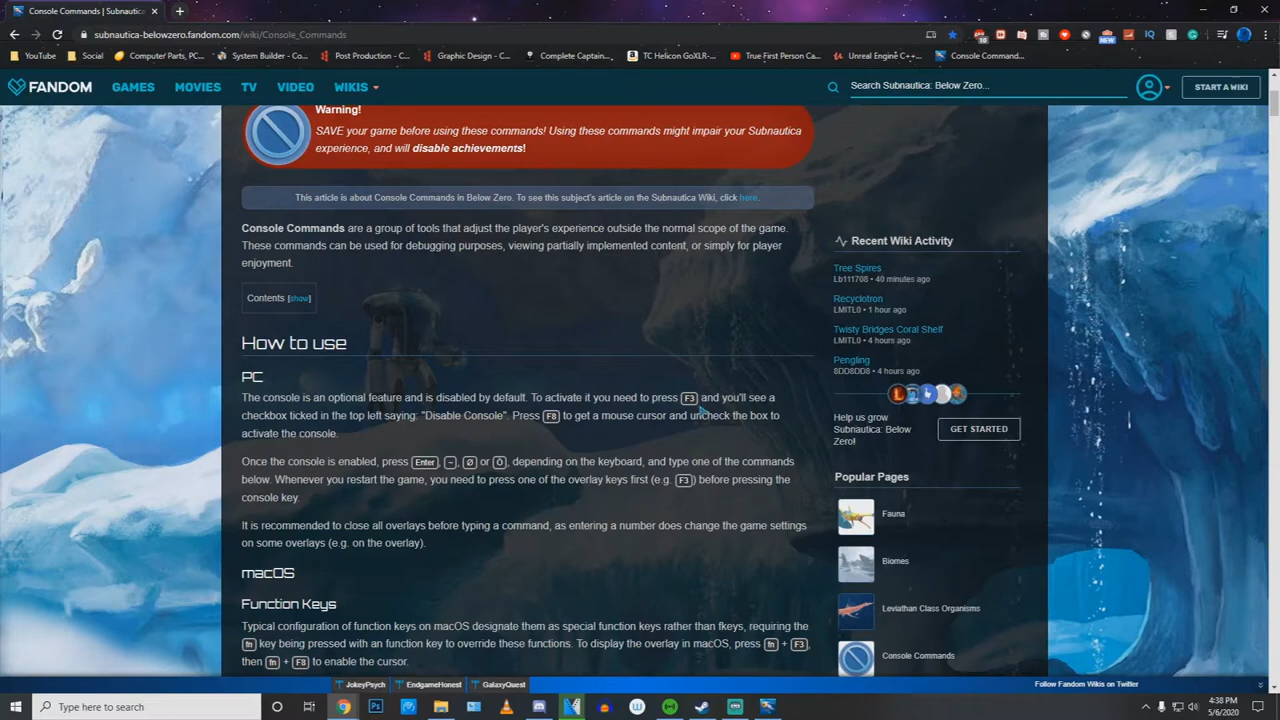 Console Commands | Subnautica
subnautica-belowzero.fandom.com/wiki/Console_Commands
10
NEW
YouTube
Social
Computer Parts, PC...
System Builder - Co...
Post Production - C...
Graphic Design - C...
Complete Captain...
TC Helicon GoXLR-...
True First Person Ca...
Unreal Engine C++...
Console Command...
FANDOM
GAMES
MOVIES
TV
VIDEO
WIKIS
Search Subnautica: Below Zero...
START A WIKI
Warning!
SAVE your game before using these commands! Using these commands might impair your Subnautica
experience, and will disable achievements!
This article is about Console Commands in Below Zero. To see this subject's article on the Subnautica Wiki, click here.
Console Commands are a group of tools that adjust the player's experience outside the normal scope of the game.
These commands can be used for debugging purposes, viewing partially implemented content, or simply for player
enjoyment.
Contents [show]
How to use
PC
The console is an optional feature and is disabled by default. To activate it you need to press F3 and you'll see a
checkbox ticked in the top left saying: "Disable Console". Press F8 to get a mouse cursor and uncheck the box to
activate the console.
Once the console is enabled, press Enter, ~, Ø or Ö, depending on the keyboard, and type one of the commands
below. Whenever you restart the game, you need to press one of the overlay keys first (e.g. F3) before pressing the
console key.
It is recommended to close all overlays before typing a command, as entering a number does change the game settings
on some overlays (e.g. on the overlay).
macOS
Function Keys
Typical configuration of function keys on macOS designate them as special function keys rather than fkeys, requiring the
fn key being pressed with an function key to override these functions. To display the overlay in macOS, press fn + F3,
then fn + F8 to enable the cursor.
Recent Wiki Activity
Tree Spires
Lb111708 • 40 minutes ago
Recyclotron
LMITL0 • 1 hour ago
Twisty Bridges Coral Shelf
LMITL0 • 4 hours ago
Pengling
8DD8DD8 • 4 hours ago
Help us grow
Subnautica: Below
Zero!
GET STARTED
Popular Pages
Fauna
Biomes
Leviathan Class Organisms
Console Commands
JokeyPsych
EndgameHonest
GalaxyQuest
Follow Fandom Wikis on Twitter
Type here to search
4:38 PM
5/6/2020